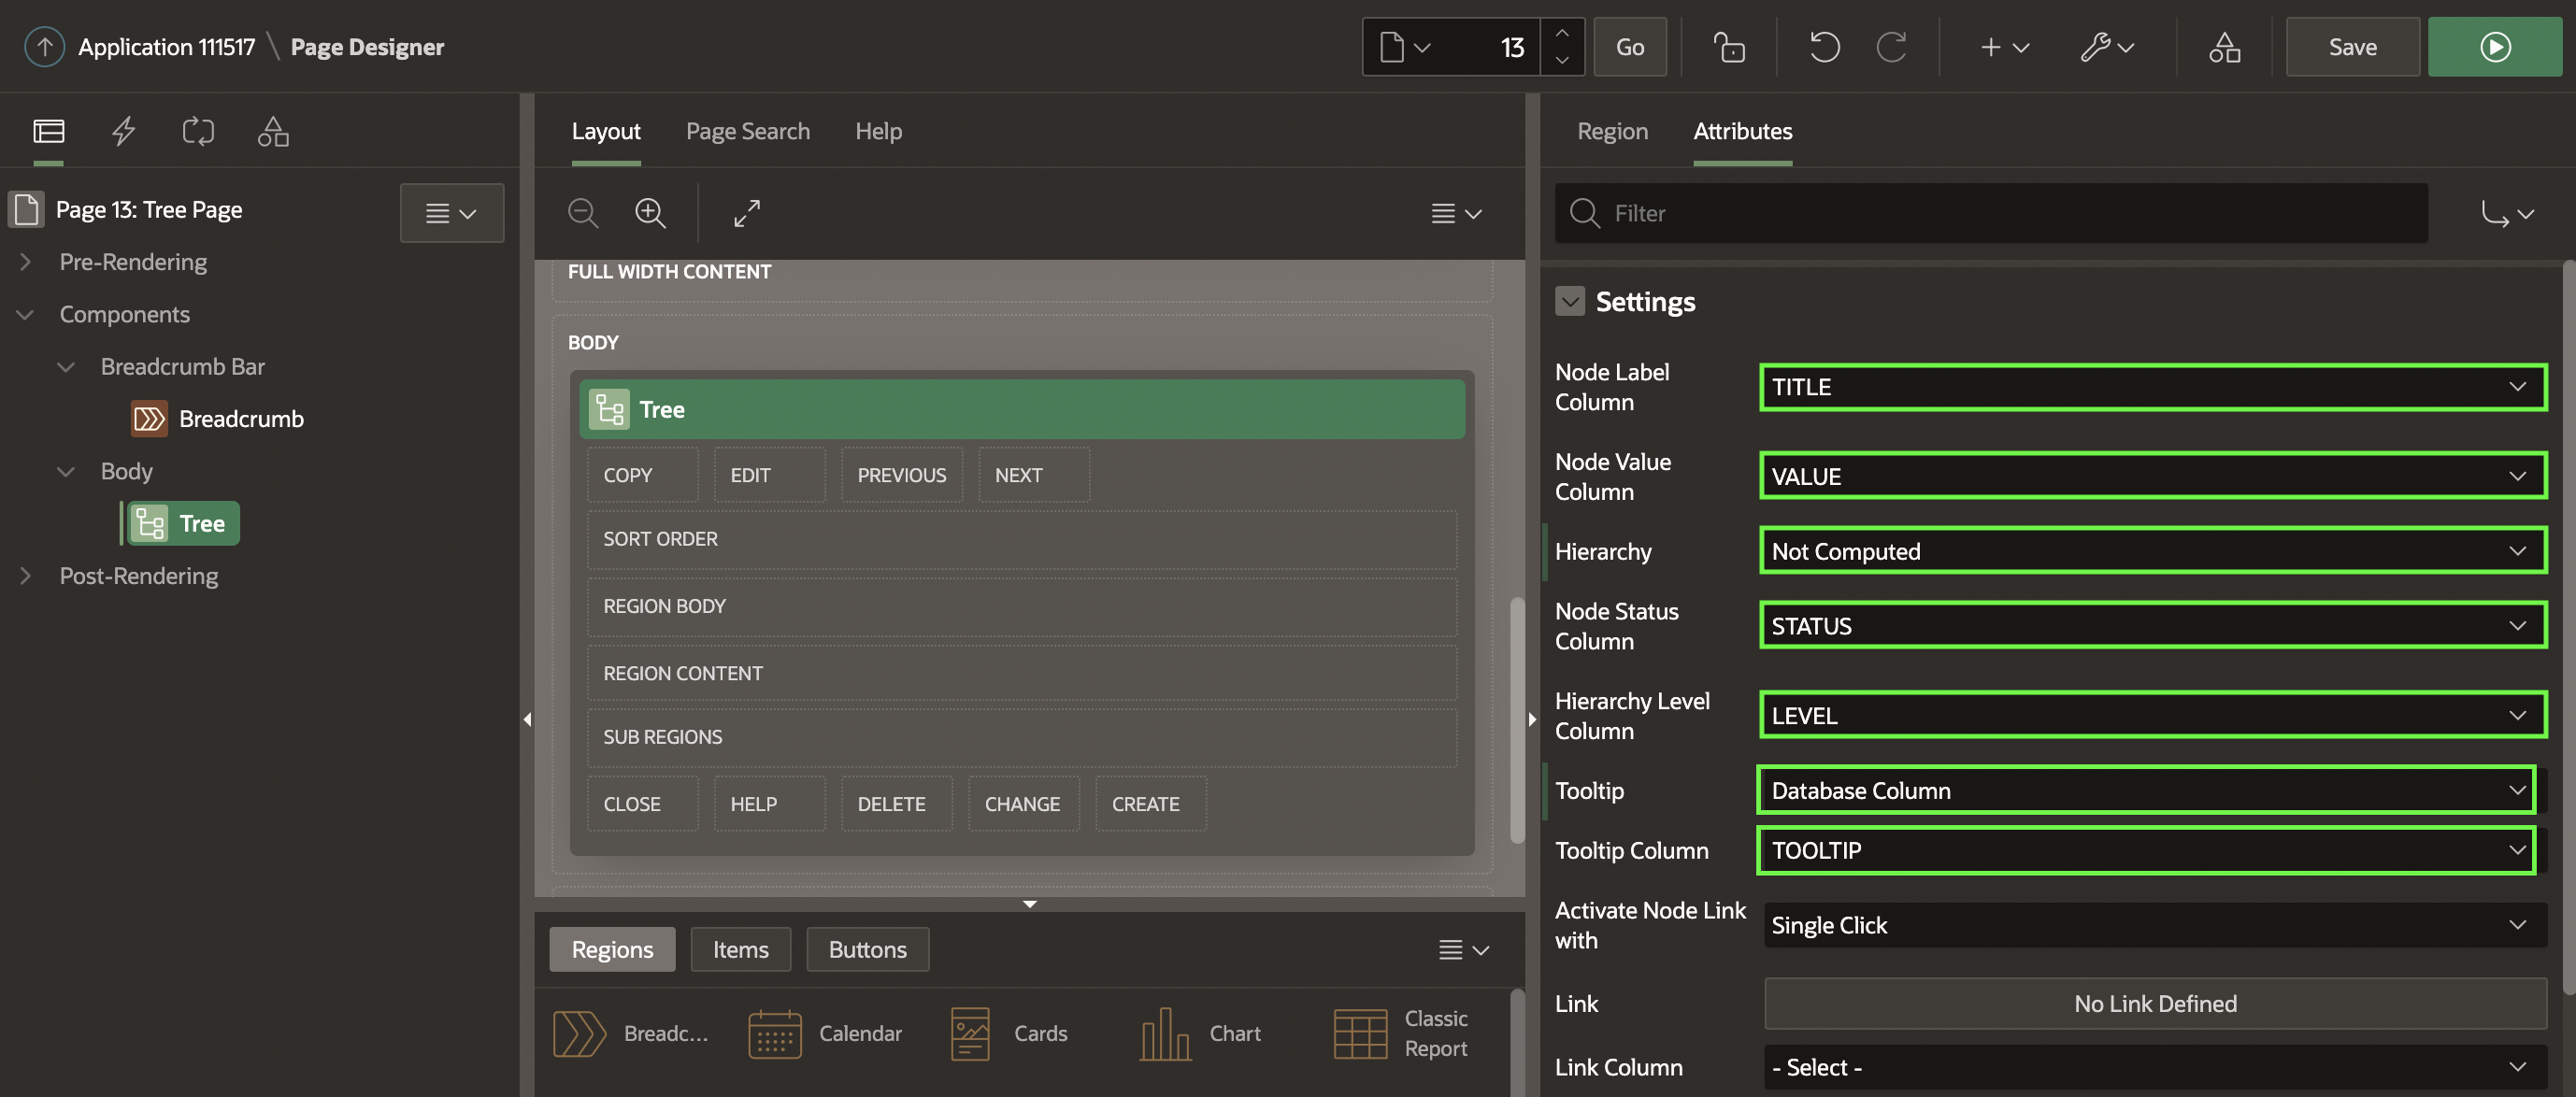 Application 111517 \ Page Designer
13
Go
Save
Page 13: Tree Page
Pre-Rendering
Components
Breadcrumb Bar
Breadcrumb
Body
Tree
Post-Rendering
Layout
Page Search
Help
FULL WIDTH CONTENT
BODY
Tree
COPY
EDIT
PREVIOUS
NEXT
SORT ORDER
REGION BODY
REGION CONTENT
SUB REGIONS
CLOSE
HELP
DELETE
CHANGE
CREATE
Regions
Items
Buttons
Breadc...
Calendar
Cards
Chart
Classic
Report
Region
Attributes
Filter
Settings
Node Label
Column
TITLE
Node Value
Column
VALUE
Hierarchy
Not Computed
Node Status
Column
STATUS
Hierarchy Level
Column
LEVEL
Tooltip
Database Column
Tooltip Column
TOOLTIP
Activate Node Link
with
Single Click
Link
No Link Defined
Link Column
- Select -